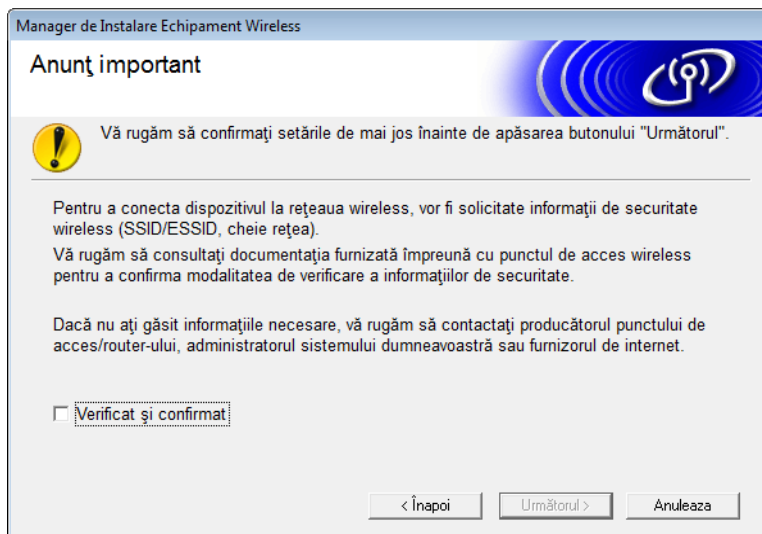 Manager de Instalare Echipament Wireless
Anunţ important
Vă rugăm să confirmaţi setările de mai jos înainte de apăsarea butonului "Următorul".
Pentru a conecta dispozitivul la reţeaua wireless, vor fi solicitate informaţii de securitate
wireless (SSID/ESSID, cheie reţea).
Vă rugăm să consultaţi documentaţia furnizată împreună cu punctul de acces wireless
pentru a confirma modalitatea de verificare a informaţiilor de securitate.
Dacă nu aţi găsit informaţiile necesare, vă rugăm să contactaţi producătorul punctului de
acces/router-ului, administratorul sistemului dumneavoastră sau furnizorul de internet.
Verificat şi confirmat
< Înapoi
Următorul >
Anuleaza